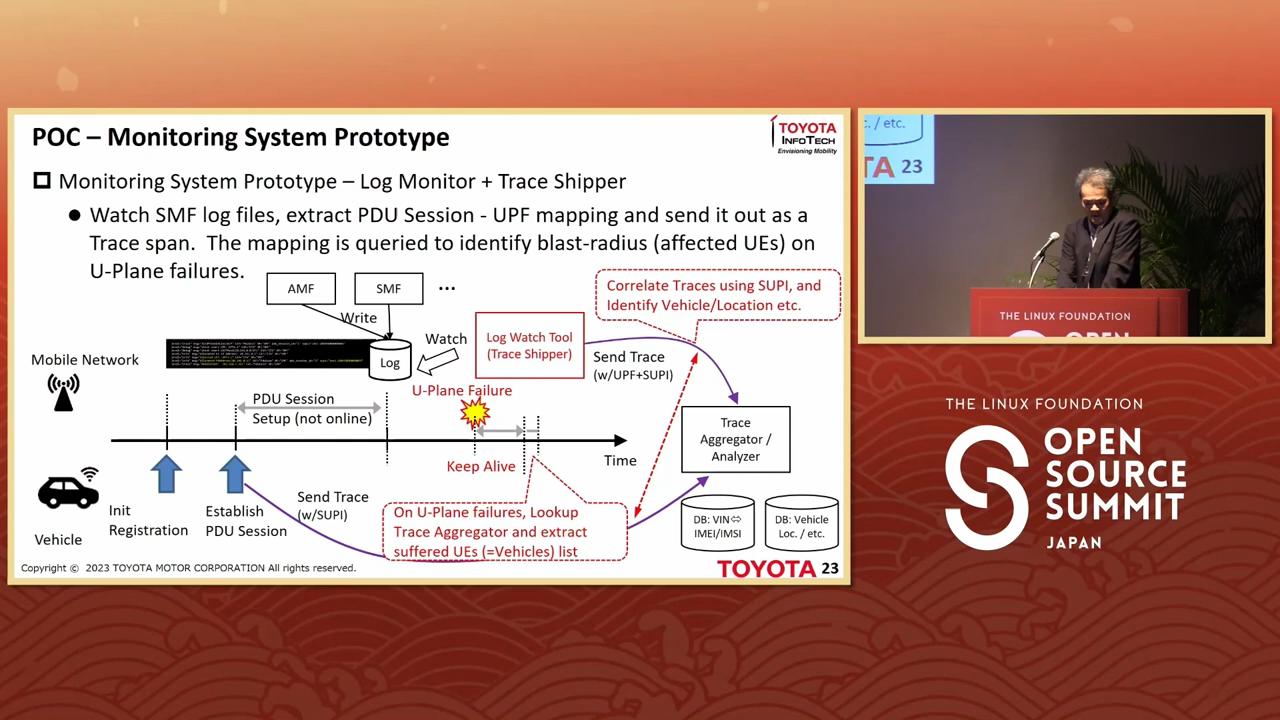 POC – Monitoring System Prototype
TOYOTA
INFOTECH
Envisioning Mobility
Monitoring System Prototype – Log Monitor + Trace Shipper
Watch SMF log files, extract PDU Session - UPF mapping and send it out as a
Trace span. The mapping is queried to identify blast-radius (affected UEs) on
U-Plane failures.
AMF
SMF
...
Correlate Traces using SUPI, and
Identify Vehicle/Location etc.
Write
Log
Watch
Log Watch Tool
(Trace Shipper)
Send Trace
(w/UPF+SUPI)
Mobile Network
PDU Session
Setup (not online)
U-Plane Failure
Trace
Aggregator /
Analyzer
Keep Alive
Time
Init
Registration
Establish
PDU Session
Send Trace
(w/SUPI)
On U-Plane failures, Lookup
Trace Aggregator and extract
suffered UEs (=Vehicles) list
DB: VIN⇔
IMEI/IMSI
DB: Vehicle
Loc. / etc.
Vehicle
Copyright © 2023 TOYOTA MOTOR CORPORATION All rights reserved.
TOYOTA 23
c. / etc.
TA 23
THE LINUX FOUNDATION
OPEN
THE LINUX FOUNDATION
OPEN
SOURCE
SUMMIT
JAPAN